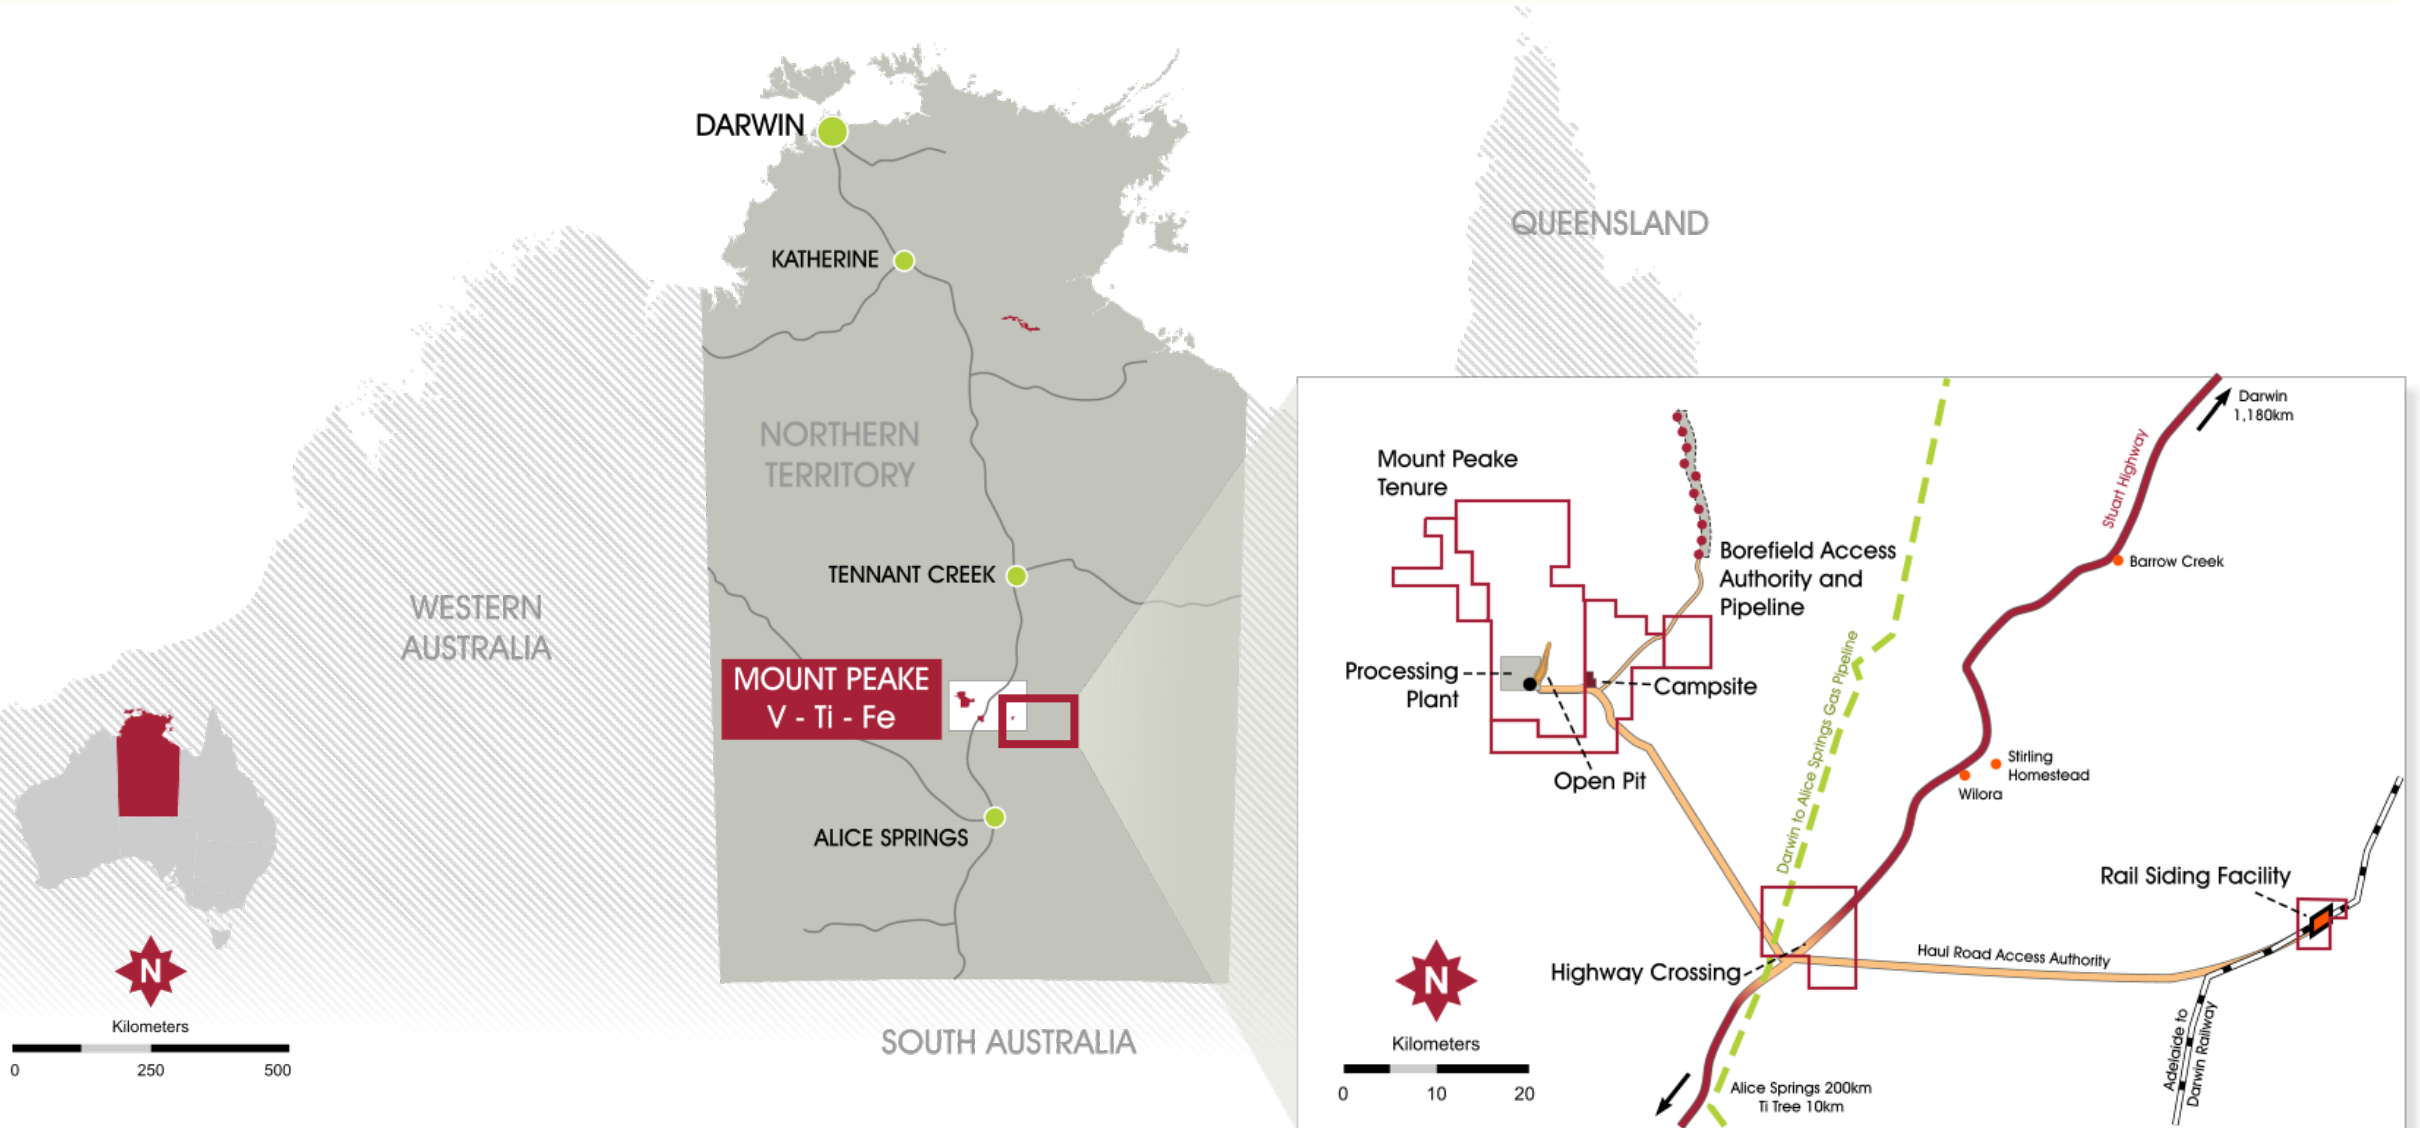 DARWIN
KATHERINE
QUEENSLAND
NORTHERN
TERRITORY
TENNANT CREEK
WESTERN
AUSTRALIA
MOUNT PEAKE
V - Ti - Fe
ALICE SPRINGS
SOUTH AUSTRALIA
N
Kilometers
0 250 500
Darwin
1,180km
Stuart Highway
Mount Peake
Tenure
Borefield Access
Authority and
Pipeline
Barrow Creek
Processing
Plant
Campsite
Open Pit
Darwin to Alice Springs Gas Pipeline
Stirling
Homestead
Wilora
Rail Siding Facility
Haul Road Access Authority
Highway Crossing
N
Kilometers
0 10 20
Alice Springs 200km
Ti Tree 10km
Adelaide to
Darwin Railway